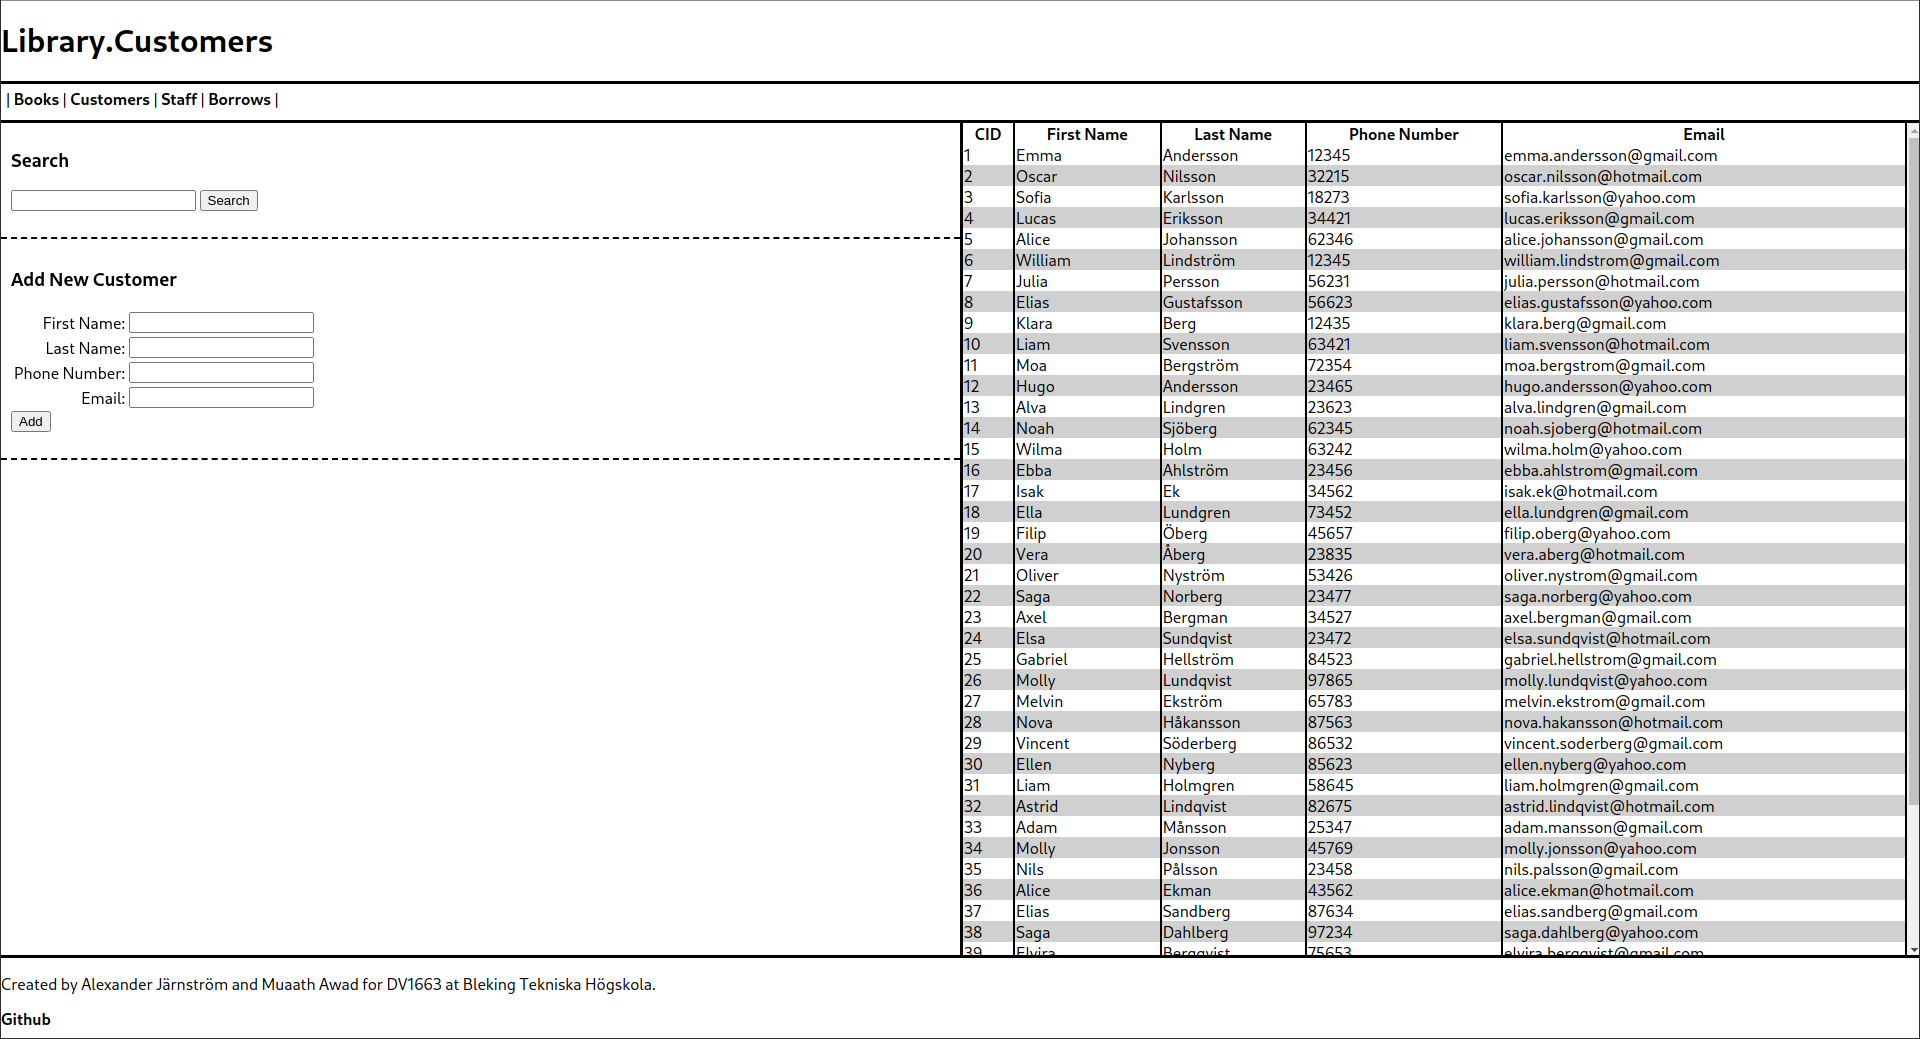 Library.Customers
| Books | Customers | Staff | Borrows |
Search
Search
Add New Customer
First Name:
Last Name:
Phone Number:
Email:
Add
CID First Name Last Name Phone Number Email
1 Emma Andersson 12345 emma.andersson@gmail.com
2 Oscar Nilsson 32215 oscar.nilsson@hotmail.com
3 Sofia Karlsson 18273 sofia.karlsson@yahoo.com
4 Lucas Eriksson 34421 lucas.eriksson@gmail.com
5 Alice Johansson 62346 alice.johansson@gmail.com
6 William Lindström 12345 william.lindstrom@gmail.com
7 Julia Persson 56231 julia.persson@hotmail.com
8 Elias Gustafsson 56623 elias.gustafsson@yahoo.com
9 Klara Berg 12435 klara.berg@gmail.com
10 Liam Svensson 63421 liam.svensson@hotmail.com
11 Moa Bergström 72354 moa.bergstrom@gmail.com
12 Hugo Andersson 23465 hugo.andersson@yahoo.com
13 Alva Lindgren 23623 alva.lindgren@gmail.com
14 Noah Sjöberg 62345 noah.sjoberg@hotmail.com
15 Wilma Holm 63242 wilma.holm@yahoo.com
16 Ebba Ahlström 23456 ebba.ahlstrom@gmail.com
17 Isak Ek 34562 isak.ek@hotmail.com
18 Ella Lundgren 73452 ella.lundgren@gmail.com
19 Filip Öberg 45657 filip.oberg@yahoo.com
20 Vera Åberg 23835 vera.aberg@hotmail.com
21 Oliver Nyström 53426 oliver.nystrom@gmail.com
22 Saga Norberg 23477 saga.norberg@yahoo.com
23 Axel Bergman 34527 axel.bergman@gmail.com
24 Elsa Sundqvist 23472 elsa.sundqvist@hotmail.com
25 Gabriel Hellström 84523 gabriel.hellstrom@gmail.com
26 Molly Lundqvist 97865 molly.lundqvist@yahoo.com
27 Melvin Ekström 65783 melvin.ekstrom@gmail.com
28 Nova Håkansson 87563 nova.hakansson@hotmail.com
29 Vincent Söderberg 86532 vincent.soderberg@gmail.com
30 Ellen Nyberg 85623 ellen.nyberg@yahoo.com
31 Liam Holmgren 58645 liam.holmgren@gmail.com
32 Astrid Lindqvist 82675 astrid.lindqvist@hotmail.com
33 Adam Månsson 25347 adam.mansson@gmail.com
34 Molly Jonsson 45769 molly.jonsson@yahoo.com
35 Nils Pålsson 23458 nils.palsson@gmail.com
36 Alice Ekman 43562 alice.ekman@hotmail.com
37 Elias Sandberg 87634 elias.sandberg@gmail.com
38 Saga Dahlberg 97234 saga.dahlberg@yahoo.com
39 Elvira Bergqvist 75653 elvira.bergqvist@gmail.com
Created by Alexander Järnström and Muaath Awad for DV1663 at Bleking Tekniska Högskola.
Github